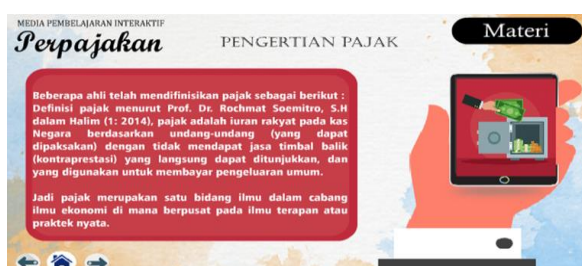 MEDIA PEMBELAJARAN INTERAKTIF
Perpajakan
PENGERTIAN PAJAK
Materi
Beberapa ahli telah mendifinisikan pajak sebagai berikut :
Definisi pajak menurut Prof. Dr. Rochmat Soemitro, S.H
dalam Halim (1: 2014), pajak adalah iuran rakyat pada kas
Negara berdasarkan undang-undang (yang dapat
dipaksakan) dengan tidak mendapat jasa timbal balik
(kontraprestasi) yang langsung dapat ditunjukkan, dan
yang digunakan untuk membayar pengeluaran umum.
Jadi pajak merupakan satu bidang ilmu dalam cabang
ilmu ekonomi di mana berpusat pada ilmu terapan atau
praktek nyata.